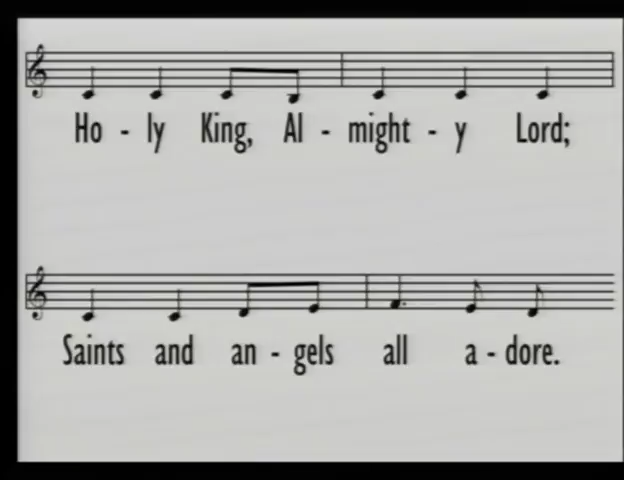 Ho - ly King, Al - might - y Lord;
Saints and an - gels all a - dore.